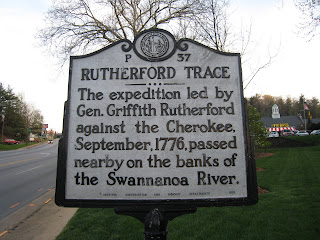 P 37
RUTHERFORD TRACE
The expedition led by
Gen. Griffith Rutherford
against the Cherokee,
September, 1776, passed
nearby on the banks of
the Swannanoa River.